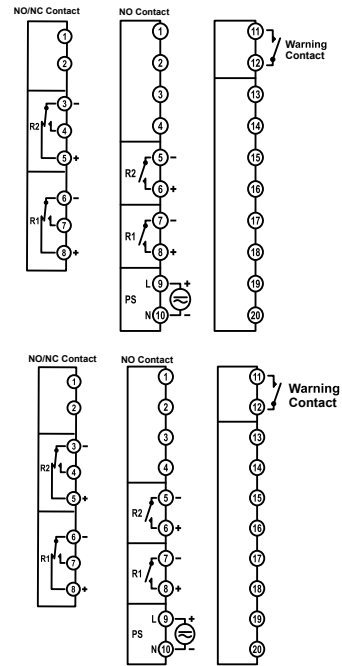 NO/NC Contact
NO Contact
1
2
3 –
R2
4
5 +
6 –
R1
7
8 +
1
2
3
4
5 –
R2
6 +
7 –
R1
8 +
L 9 +
PS
N 10 –
11
Warning
Contact
12
13
14
15
16
17
18
19
20
NO/NC Contact
NO Contact
1
2
3 –
R2
4
5 +
6 –
R1
7
8 +
1
2
3
4
5 –
R2
6 +
7 –
R1
8 +
L 9 +
PS
N 10 –
11
Warning
Contact
12
13
14
15
16
17
18
19
20